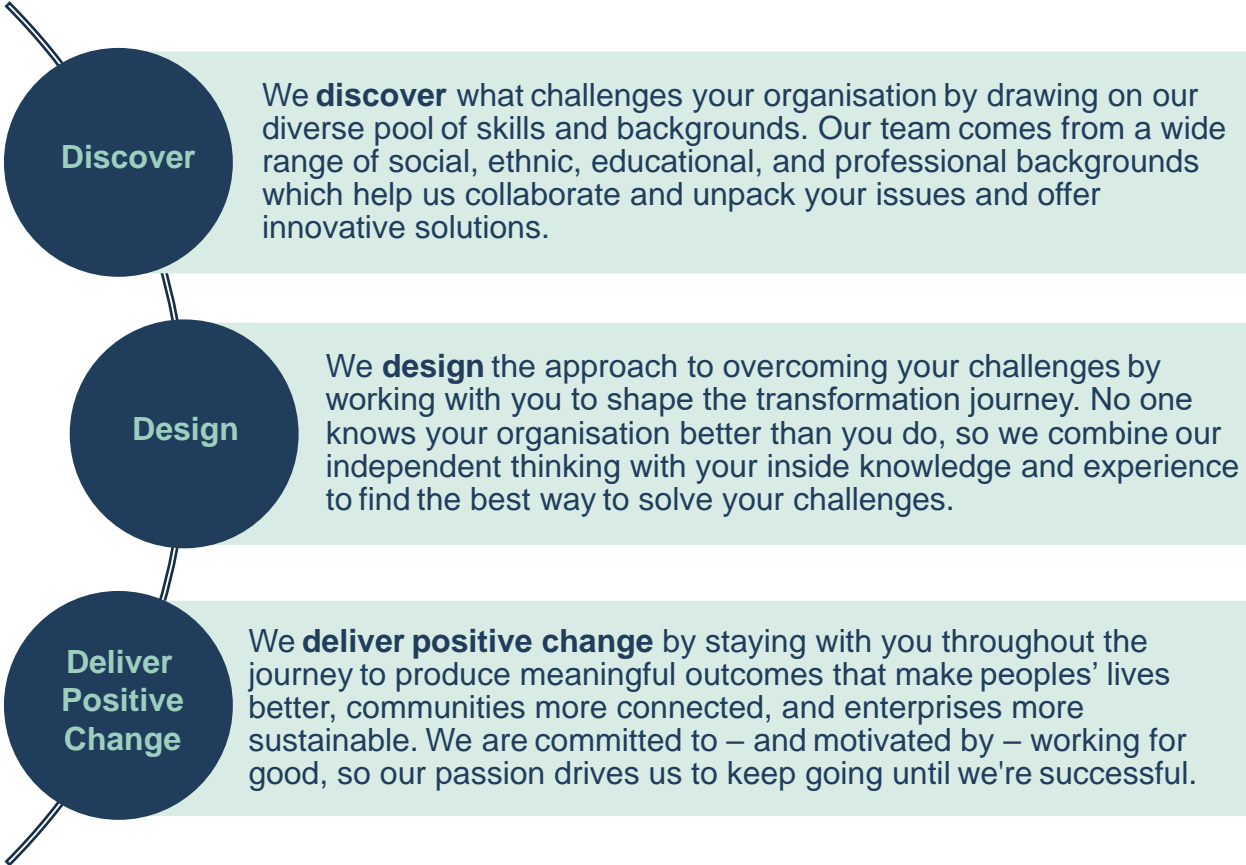 Discover
We discover what challenges your organisation by drawing on our
diverse pool of skills and backgrounds. Our team comes from a wide
range of social, ethnic, educational, and professional backgrounds
which help us collaborate and unpack your issues and offer
innovative solutions.
Design
We design the approach to overcoming your challenges by
working with you to shape the transformation journey. No one
knows your organisation better than you do, so we combine our
independent thinking with your inside knowledge and experience
to find the best way to solve your challenges.
Deliver
Positive
Change
We deliver positive change by staying with you throughout the
journey to produce meaningful outcomes that make peoples’ lives
better, communities more connected, and enterprises more
sustainable. We are committed to – and motivated by – working for
good, so our passion drives us to keep going until we're successful.